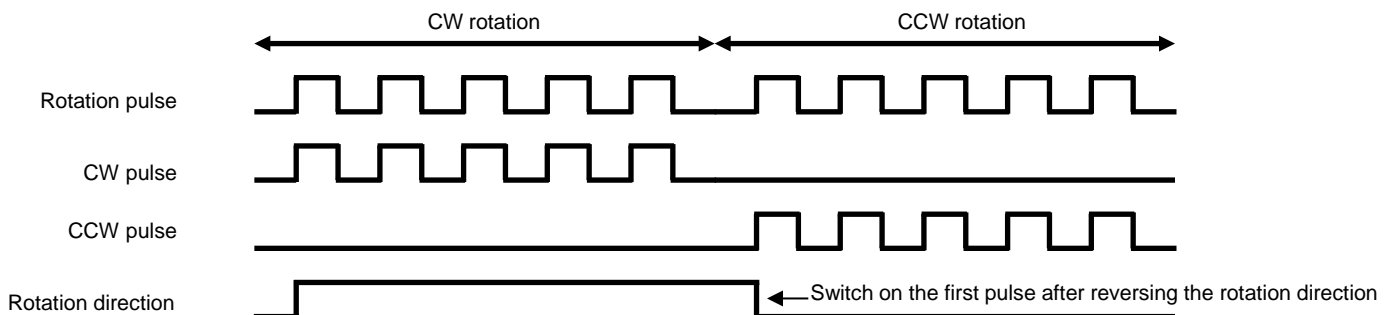 CW rotation CCW rotation
Rotation pulse
CW pulse
CCW pulse
Rotation direction
Switch on the first pulse after reversing the rotation direction